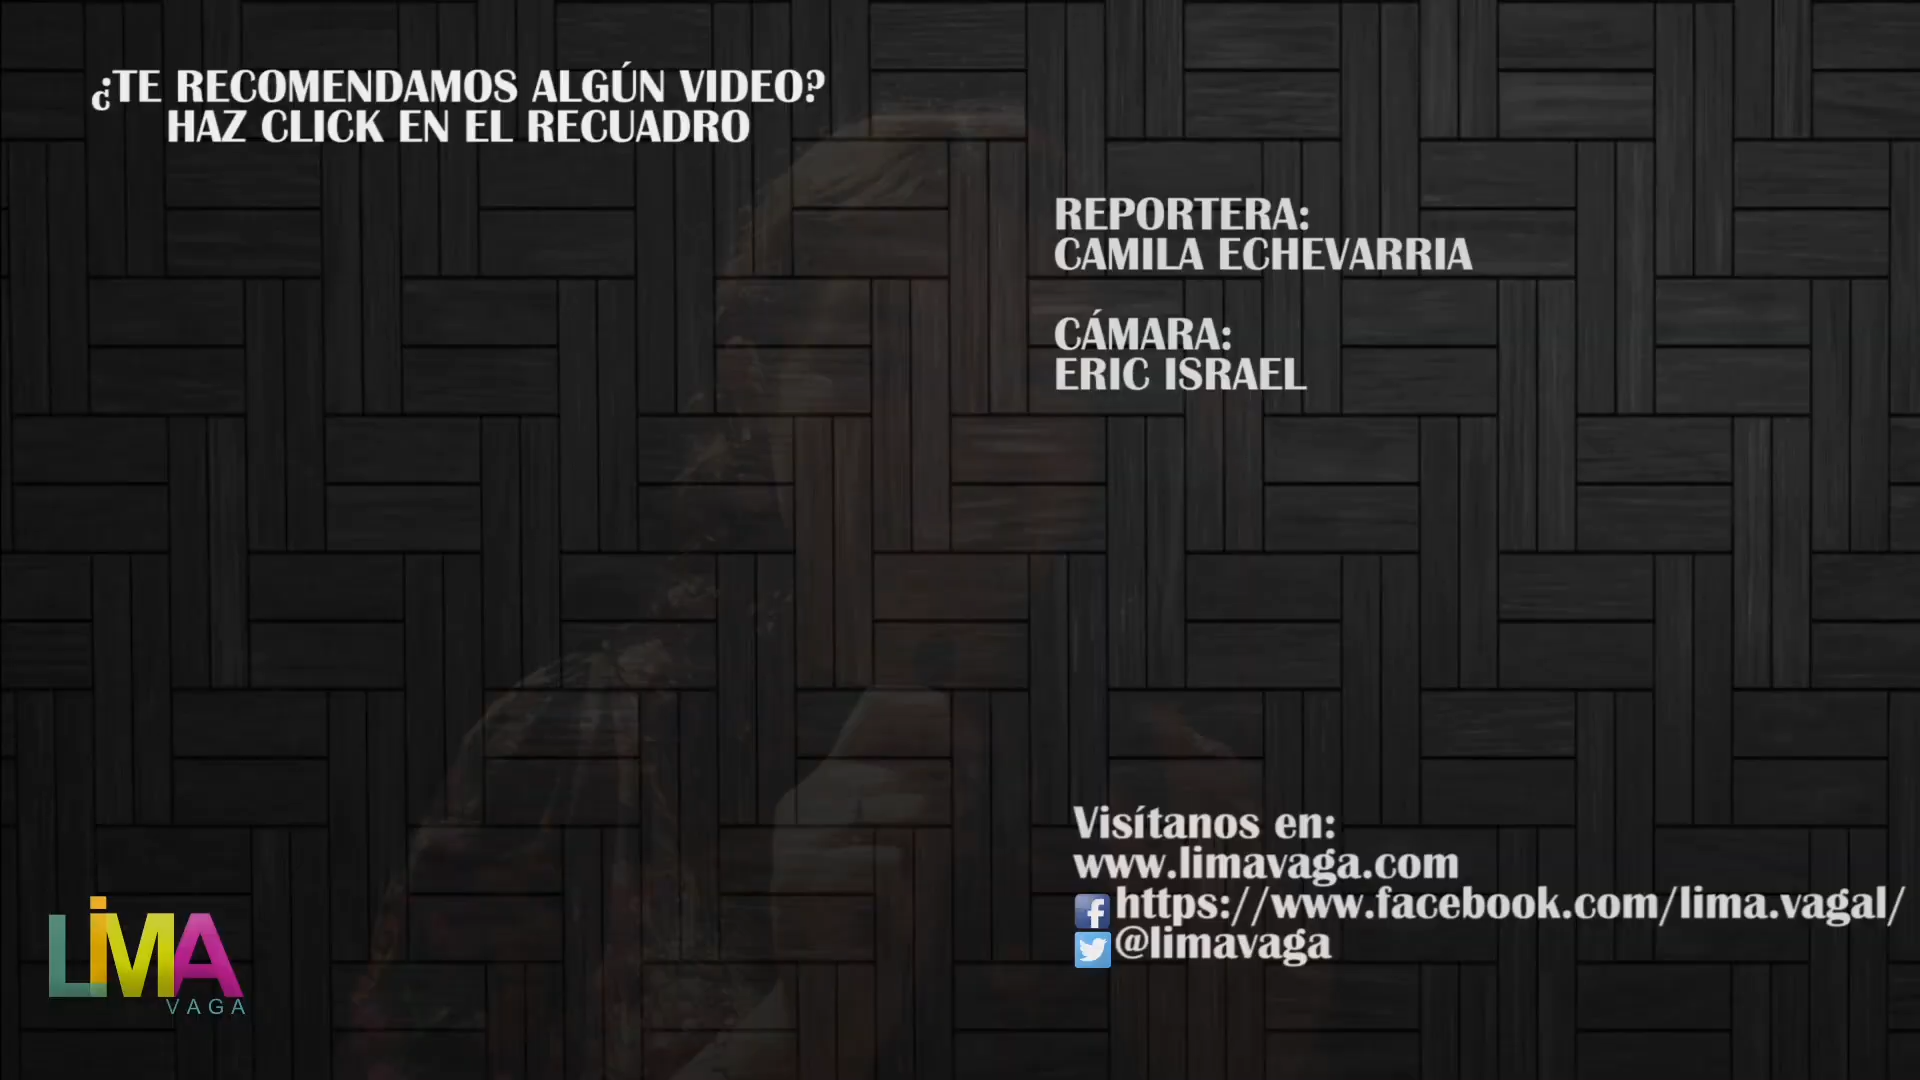 ¿TE RECOMENDAMOS ALGÚN VIDEO?
HAZ CLICK EN EL RECUADRO
REPORTERA:
CAMILA ECHEVARRIA
CÁMARA:
ERIC ISRAEL
Visítanos en:
www.limavaga.com
https://www.facebook.com/lima.vagal/
@limavaga
LiMA
VAGA